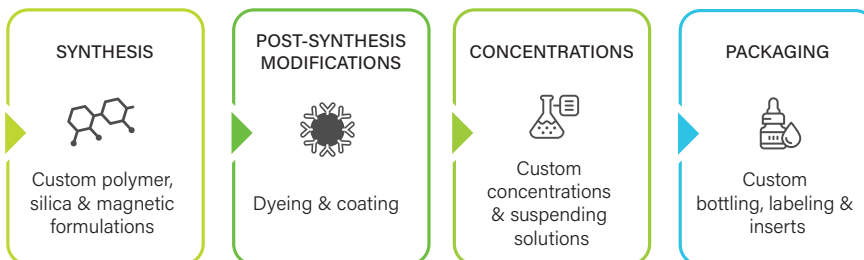 SYNTHESIS
Custom polymer,
silica & magnetic
formulations
POST-SYNTHESIS
MODIFICATIONS
Dyeing & coating
CONCENTRATIONS
Custom
concentrations
& suspending
solutions
PACKAGING
Custom
bottling, labeling &
inserts